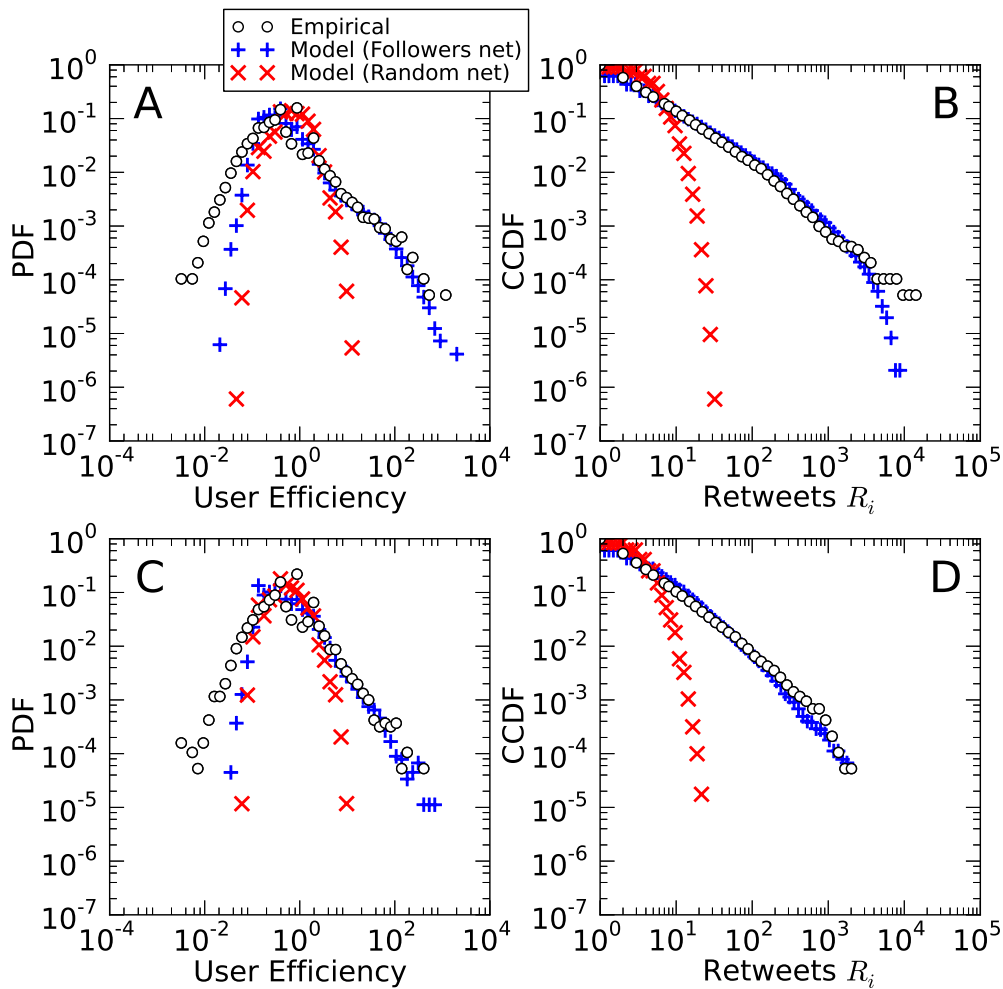 Empirical
Model (Followers net)
Model (Random net)
A
B
10^0
10^-1
10^-2
10^-3
10^-4
10^-5
10^-6
10^-7
PDF
10^-4 10^-2 10^0 10^2 10^4
User Efficiency
10^0
10^-1
10^-2
10^-3
10^-4
10^-5
10^-6
10^-7
CCDF
10^0 10^1 10^2 10^3 10^4 10^5
Retweets R_i
C
D
10^0
10^-1
10^-2
10^-3
10^-4
10^-5
10^-6
10^-7
PDF
10^-4 10^-2 10^0 10^2 10^4
User Efficiency
10^0
10^-1
10^-2
10^-3
10^-4
10^-5
10^-6
10^-7
CCDF
10^0 10^1 10^2 10^3 10^4 10^5
Retweets R_i